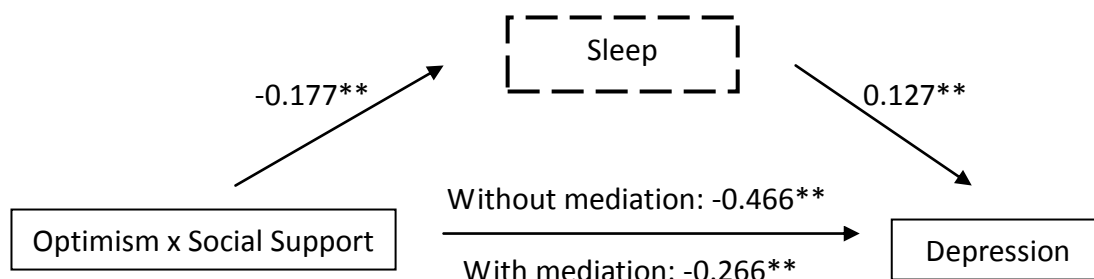 Sleep
-0.177**
0.127**
Without mediation: -0.466**
Optimism x Social Support
Depression
With mediation: -0.266**